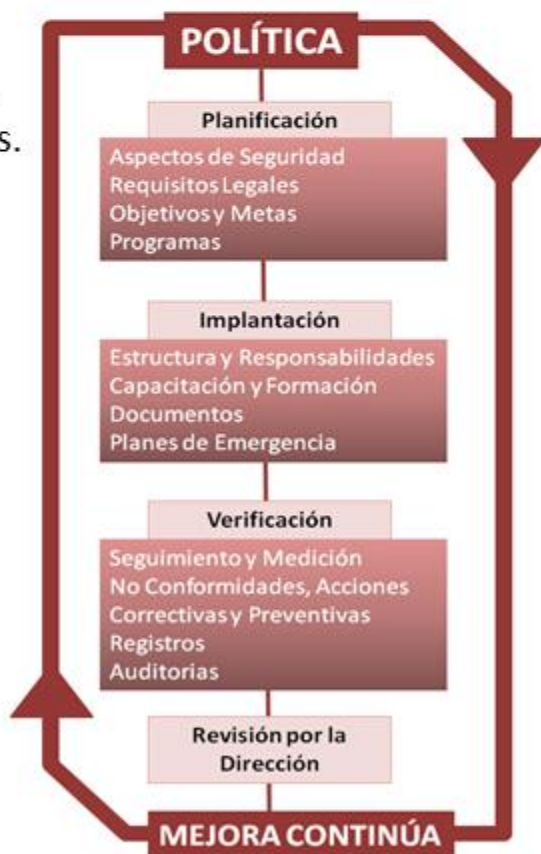 POLÍTICA
s.
Planificación
Aspectos de Seguridad
Requisitos Legales
Objetivos y Metas
Programas
Implantación
Estructura y Responsabilidades
Capacitación y Formación
Documentos
Planes de Emergencia
Verificación
Seguimiento y Medición
No Conformidades, Acciones
Correctivas y Preventivas
Registros
Auditorias
Revisión por la
Dirección
MEJORA CONTINÚA